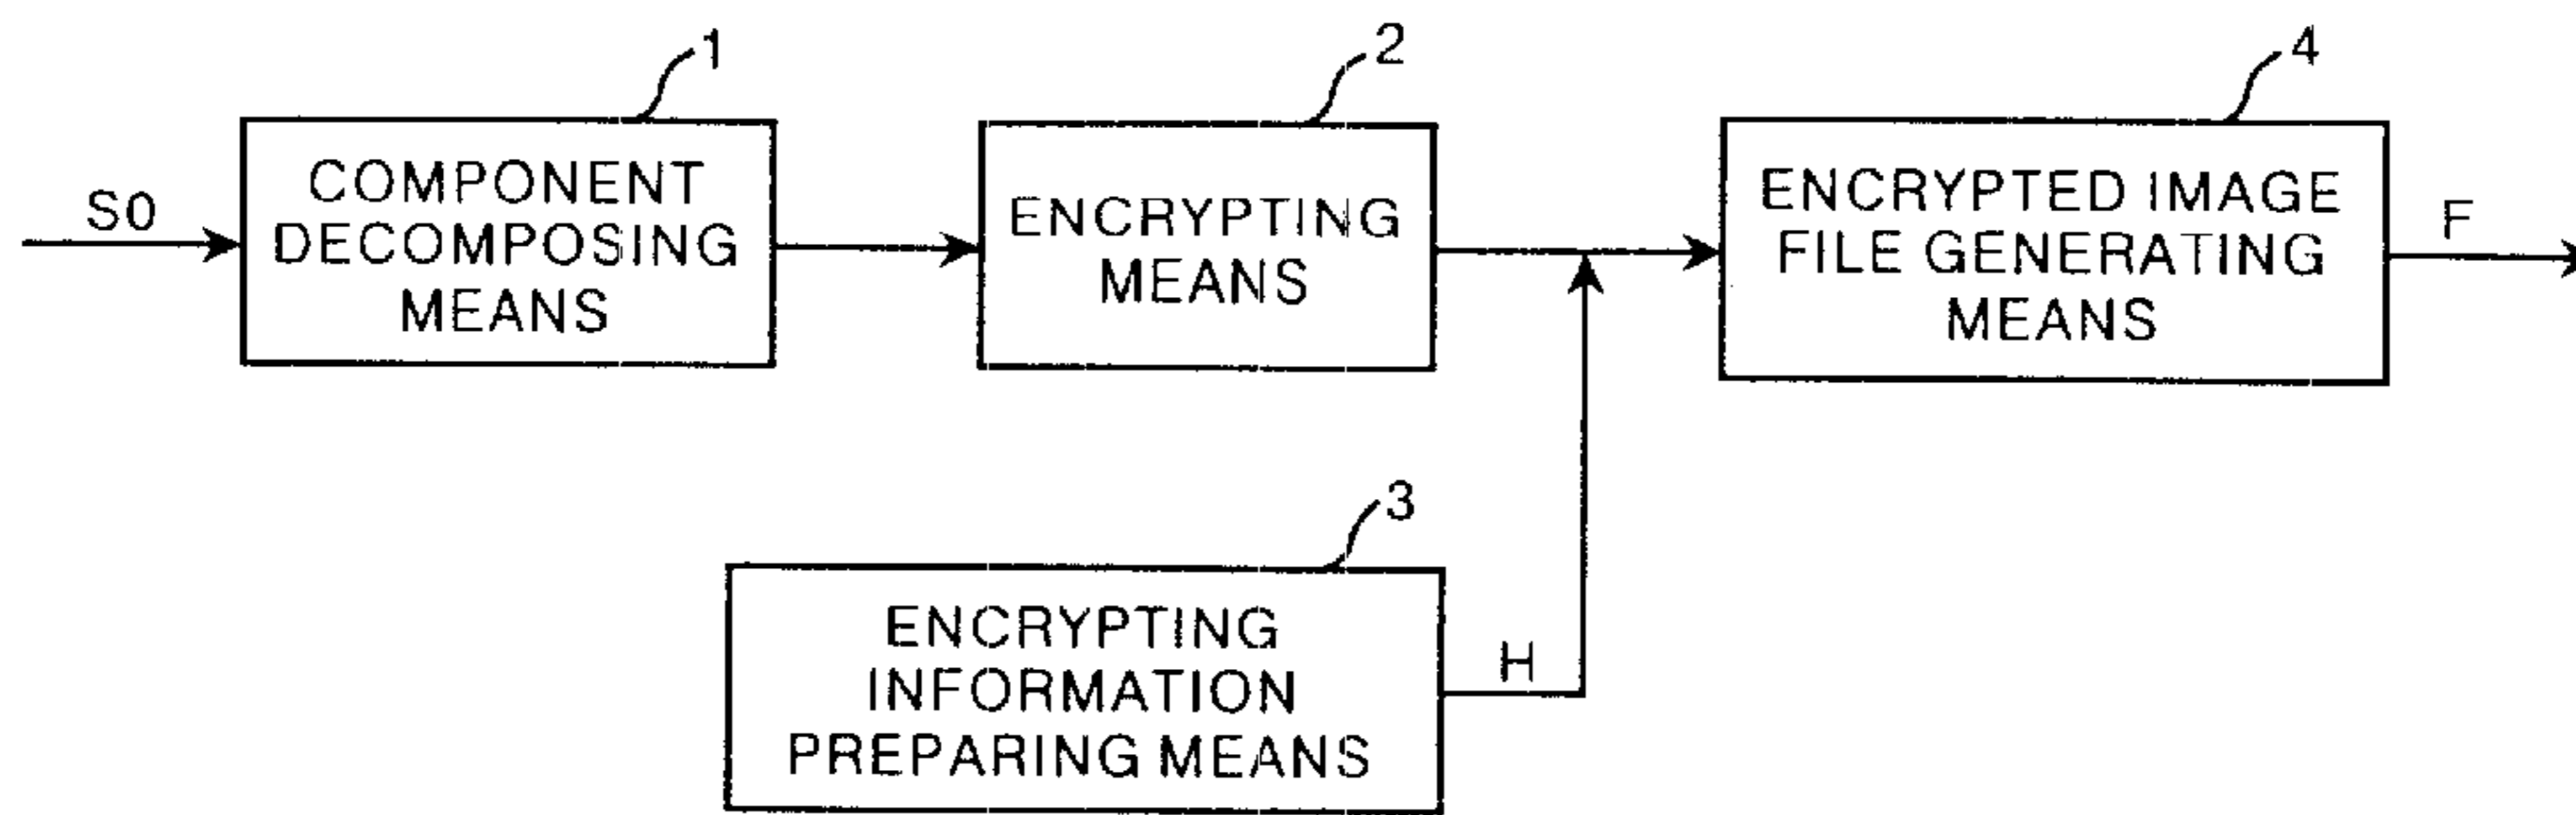 1
2
4
S0
COMPONENT
DECOMPOSING
MEANS
ENCRYPTING
MEANS
ENCRYPTED IMAGE
FILE GENERATING
MEANS
F
3
ENCRYPTING
INFORMATION
PREPARING MEANS
H